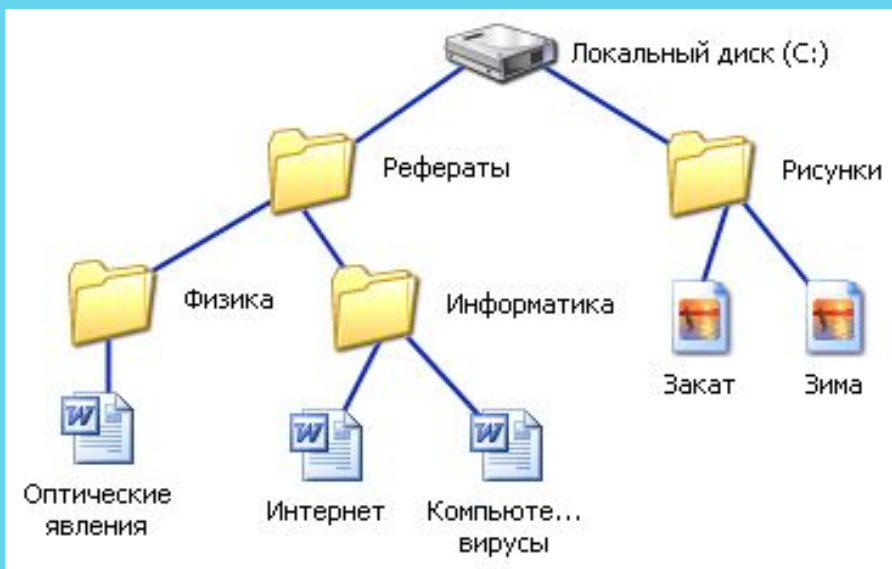 Локальный диск (C:)
Рефераты
Рисунки
Физика
Информатика
Закат
Зима
Оптические
явления
Интернет
Компьюте...
вирусы